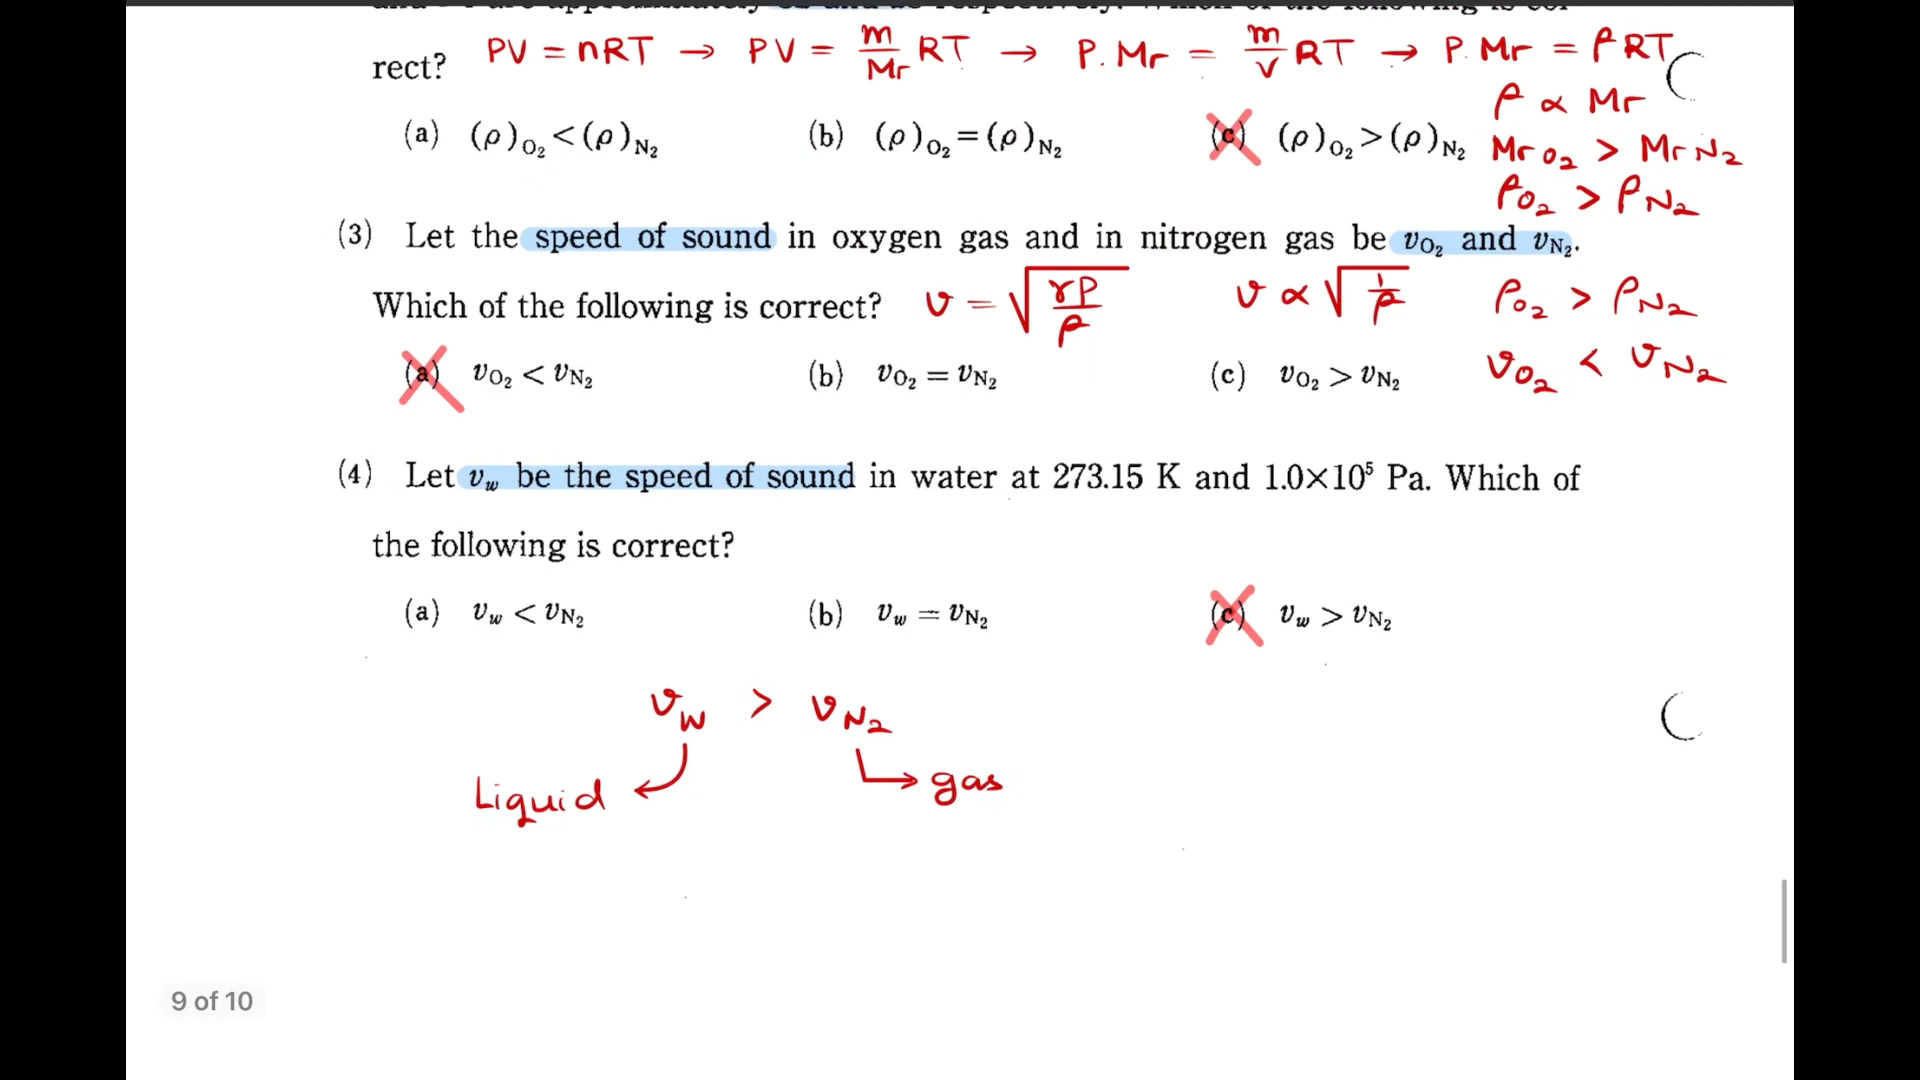 rect? PV = nRT → PV = m/Mr RT → P.Mr = m/V RT → P.Mr = ρRT
ρ ∝ Mr
(a) (ρ)O₂ < (ρ)N₂ (b) (ρ)O₂ = (ρ)N₂ (c) (ρ)O₂ > (ρ)N₂ MrO₂ > MrN₂
ρO₂ > ρN₂
(3) Let the speed of sound in oxygen gas and in nitrogen gas be vO₂ and vN₂.
Which of the following is correct? v = √(γP/ρ) v ∝ √(1/ρ) ρO₂ > ρN₂
(a) vO₂ < vN₂ (b) vO₂ = vN₂ (c) vO₂ > vN₂ vO₂ < vN₂
(4) Let vw be the speed of sound in water at 273.15 K and 1.0×10⁵ Pa. Which of
the following is correct?
(a) vw < vN₂ (b) vw = vN₂ (c) vw > vN₂
vW > vN₂
Liquid ← → gas
9 of 10